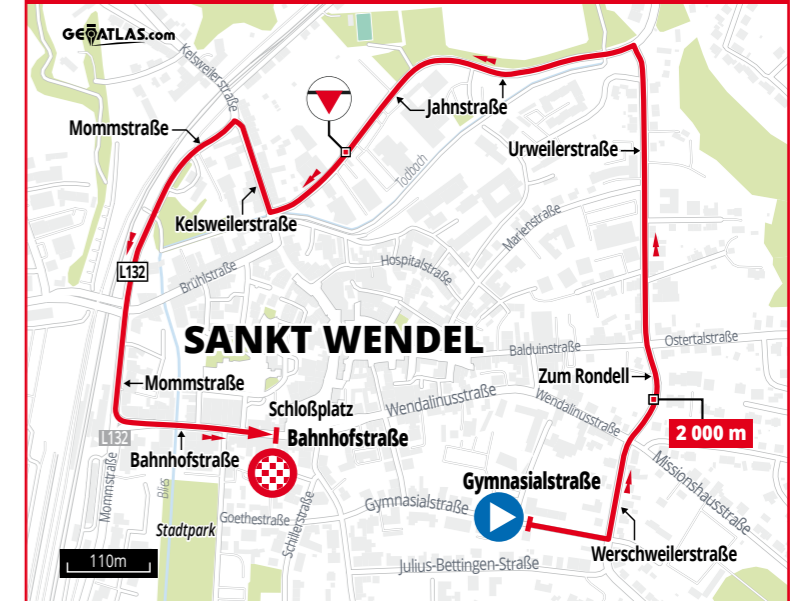 GEOATLAS.com
Kelsweilerstraße
Mommstraße
Jahnstraße
Urweilerstraße
Todbach
Kelsweilerstraße
Marienstraße
Hospitalstraße
L132
Brühlstraße
SANKT WENDEL
Balduinstraße
Ostertalstraße
Zum Rondell
Mommstraße
Wendalinusstraße
Wendalinusstraße
Schloßplatz
2 000 m
L132
Bahnhofstraße
Bahnhofstraße
Missionshausstraße
Mommstraße
Blies
Gymnasialstraße
Gymnasialstraße
Goethestraße
Schillerstraße
Stadtpark
Werschweilerstraße
110m
Julius-Bettingen-Straße